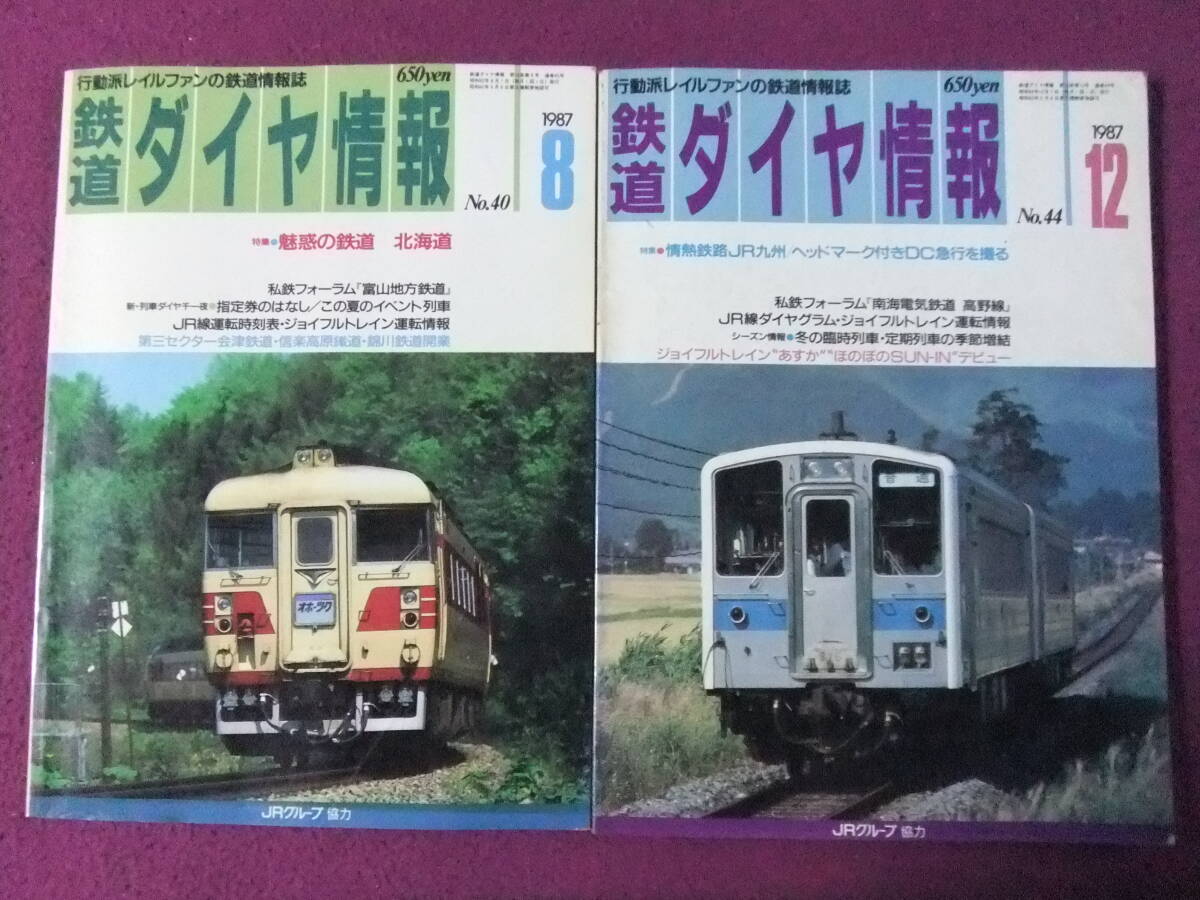 行動派レイルファンの鉄道情報誌
650yen
鉄道ダイヤ情報
1987
8
No.40
特集●魅惑の鉄道 北海道
私鉄フォーラム『富山地方鉄道』
新・列車ダイヤ千一夜●指定券のはなし/この夏のイベント列車
JR線運転時刻表・ジョイフルトレイン運転情報
第三セクター会津鉄道・信楽高原鐵道・錦川鉄道開業
オホーツク
JRグループ 協力
行動派レイルファンの鉄道情報誌
650yen
鉄道ダイヤ情報
1987
12
No.44
特集●情熱鉄路JR九州/ヘッドマーク付きDC急行を撮る
私鉄フォーラム『南海電気鉄道 高野線』
JR線ダイヤグラム・ジョイフルトレイン運転情報
シーズン情報●冬の臨時列車・定期列車の季節増結
ジョイフルトレイン"あすか""ほのぼのSUN-IN"デビュー
普通
JRグループ 協力